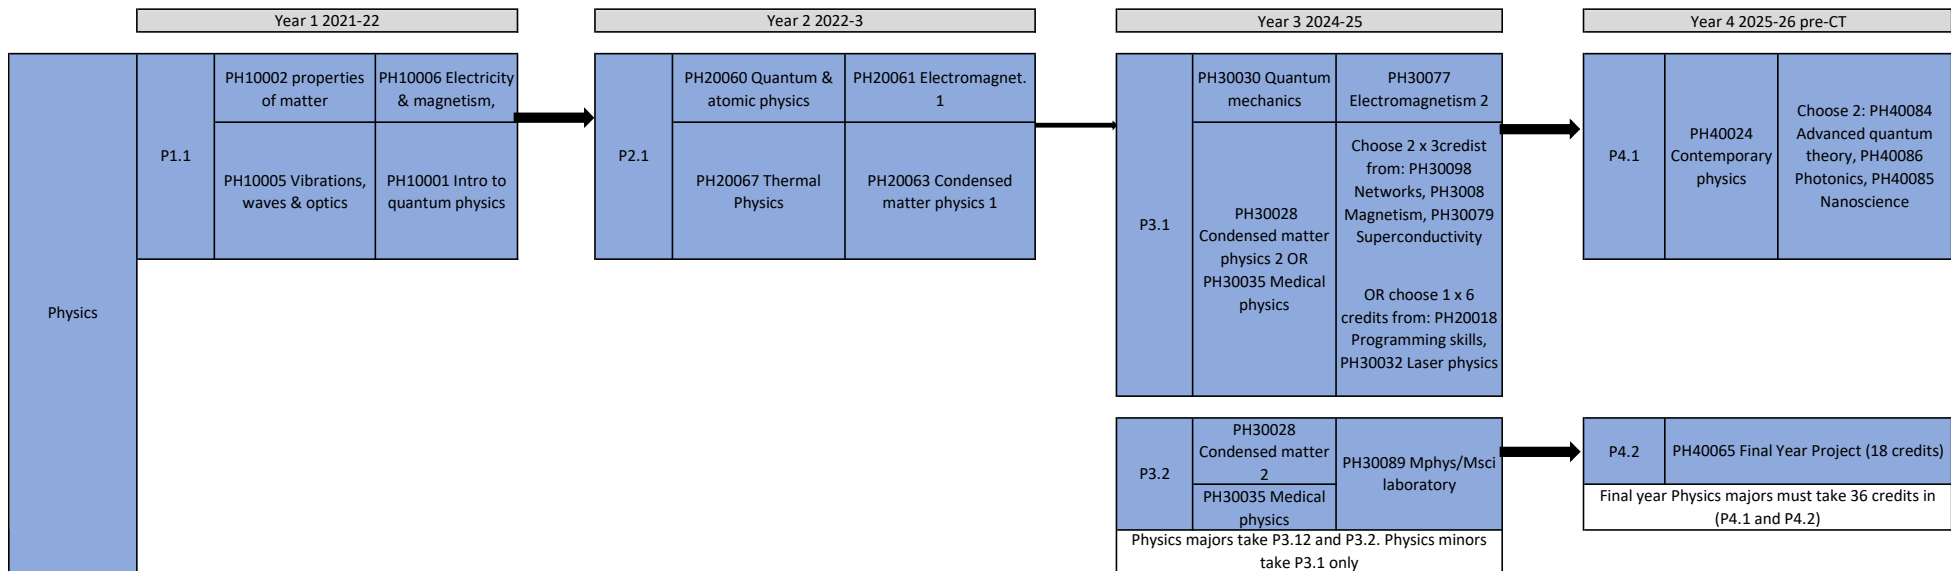 Year 1 2021-22
Year 2 2022-3
Year 3 2024-25
Year 4 2025-26 pre-CT
Physics
P1.1
PH10002 properties
of matter
PH10006 Electricity
& magnetism,
PH10005 Vibrations,
waves & optics
PH10001 Intro to
quantum physics
P2.1
PH20060 Quantum &
atomic physics
PH20061 Electromagnet.
1
PH20067 Thermal
Physics
PH20063 Condensed
matter physics 1
P3.1
PH30030 Quantum
mechanics
PH30077
Electromagnetism 2
PH30028
Condensed matter
physics 2 OR
PH30035 Medical
physics
Choose 2 x 3credist
from: PH30098
Networks, PH3008
Magnetism, PH30079
Superconductivity
OR choose 1 x 6
credits from: PH20018
Programming skills,
PH30032 Laser physics
P4.1
PH40024
Contemporary
physics
Choose 2: PH40084
Advanced quantum
theory, PH40086
Photonics, PH40085
Nanoscience
P3.2
PH30028
Condensed matter
2
PH30035 Medical
physics
PH30089 Mphys/Msci
laboratory
Physics majors take P3.12 and P3.2. Physics minors
take P3.1 only
P4.2
PH40065 Final Year Project (18 credits)
Final year Physics majors must take 36 credits in
(P4.1 and P4.2)